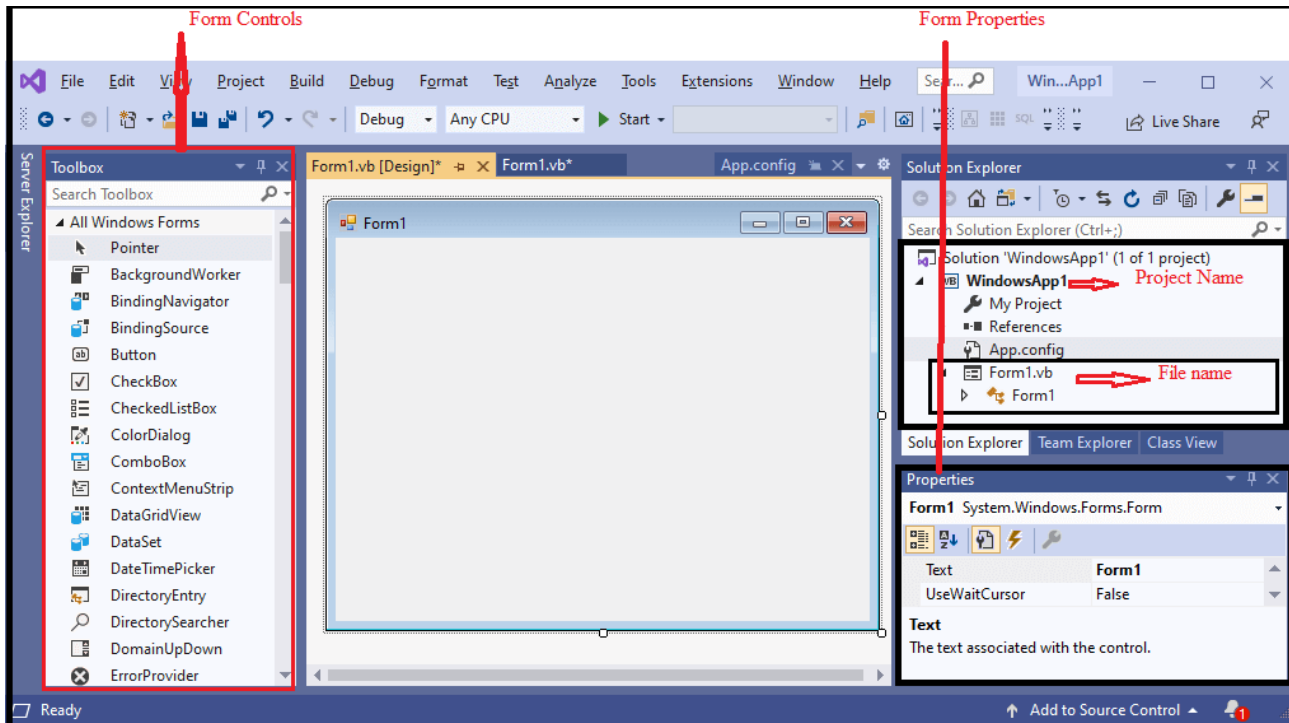 Form Controls
Form Properties
File Edit View Project Build Debug Format Test Analyze Tools Extensions Window Help Sear... Win...App1
Debug Any CPU Start SQL Live Share
Server Explorer
Toolbox
Search Toolbox
All Windows Forms
Pointer
BackgroundWorker
BindingNavigator
BindingSource
Button
CheckBox
CheckedListBox
ColorDialog
ComboBox
ContextMenuStrip
DataGridView
DataSet
DateTimePicker
DirectoryEntry
DirectorySearcher
DomainUpDown
ErrorProvider
Form1.vb [Design]* Form1.vb* App.config
Form1
Solution Explorer
Search Solution Explorer (Ctrl+;)
Solution 'WindowsApp1' (1 of 1 project)
VB WindowsApp1 Project Name
My Project
References
App.config
Form1.vb File name
Form1
Solution Explorer Team Explorer Class View
Properties
Form1 System.Windows.Forms.Form
Text Form1
UseWaitCursor False
Text
The text associated with the control.
Ready Add to Source Control 1